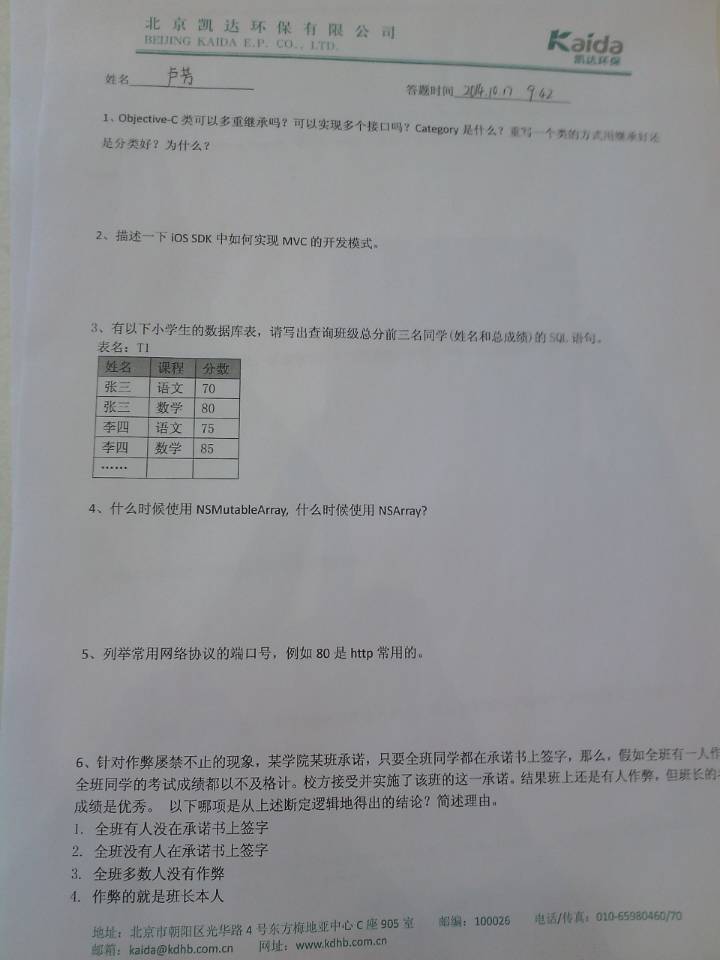 北京凯达环保有限公司
BEIJING KAIDA E.P. CO., LTD.
Kaida
凯达环保
姓名 卢芳
答题时间 2014.10.17 9:42
1、Objective-C 类可以多重继承吗？可以实现多个接口吗？Category 是什么？重写一个类的方式用继承好还
是分类好？为什么？
2、描述一下 iOS SDK 中如何实现 MVC 的开发模式。
3、有以下小学生的数据库表，请写出查询班级总分前三名同学(姓名和总成绩)的 SQL 语句。
表名：T1
姓名 课程 分数
张三 语文 70
张三 数学 80
李四 语文 75
李四 数学 85
……
4、什么时候使用 NSMutableArray, 什么时候使用 NSArray?
5、列举常用网络协议的端口号，例如 80 是 http 常用的。
6、针对作弊屡禁不止的现象，某学院某班承诺，只要全班同学都在承诺书上签字，那么，假如全班有一人作
全班同学的考试成绩都以不及格计。校方接受并实施了该班的这一承诺。结果班上还是有人作弊，但班长的
成绩是优秀。 以下哪项是从上述断定逻辑地得出的结论？简述理由。
1. 全班有人没在承诺书上签字
2. 全班没有人在承诺书上签字
3. 全班多数人没有作弊
4. 作弊的就是班长本人
地址：北京市朝阳区光华路 4 号东方梅地亚中心 C 座 905 室 邮编：100026 电话/传真：010-65980460/70
邮箱：kaida@kdhb.com.cn 网址：www.kdhb.com.cn